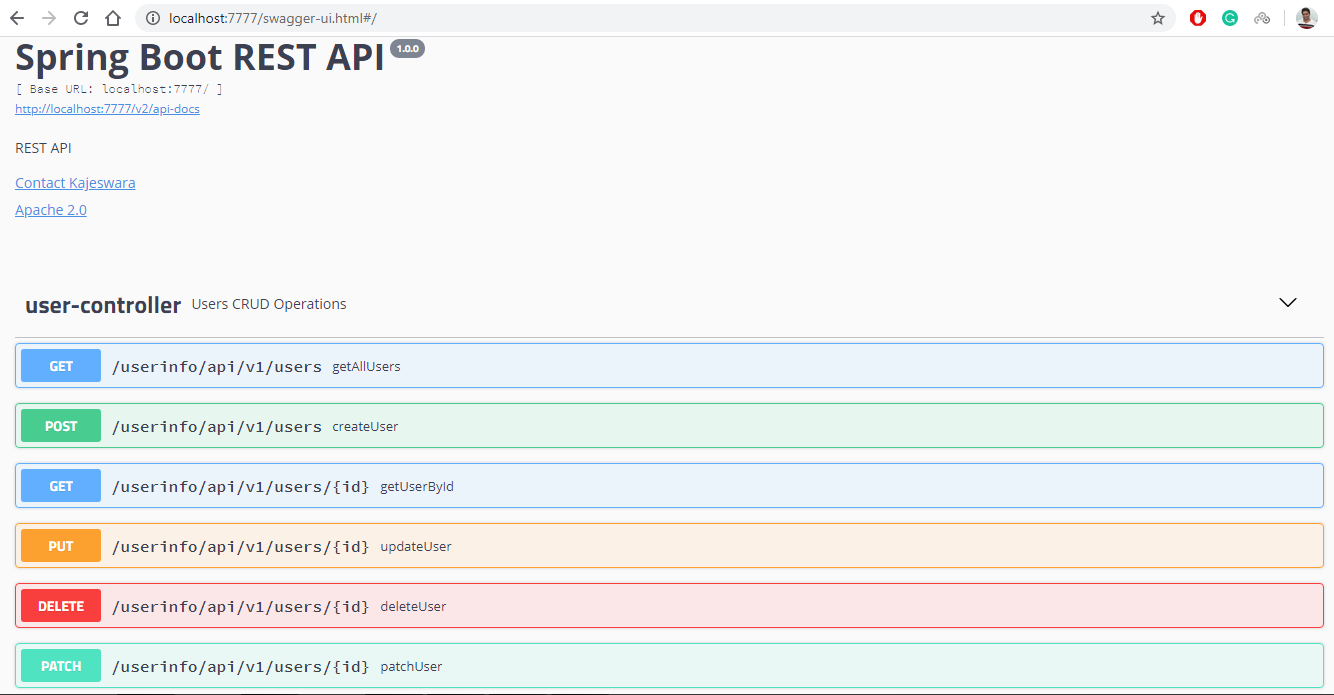 localhost:7777/swagger-ui.html#/
Spring Boot REST API 1.0.0
[ Base URL: localhost:7777/ ]
http://localhost:7777/v2/api-docs
REST API
Contact Kajeswara
Apache 2.0
user-controller Users CRUD Operations
GET /userinfo/api/v1/users getAllUsers
POST /userinfo/api/v1/users createUser
GET /userinfo/api/v1/users/{id} getUserById
PUT /userinfo/api/v1/users/{id} updateUser
DELETE /userinfo/api/v1/users/{id} deleteUser
PATCH /userinfo/api/v1/users/{id} patchUser